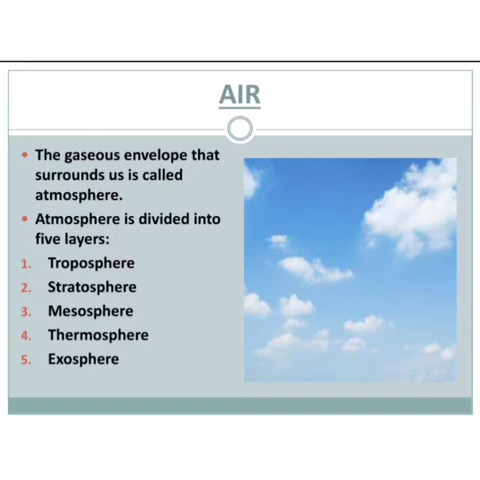 AIR
• The gaseous envelope that
surrounds us is called
atmosphere.
• Atmosphere is divided into
five layers:
1. Troposphere
2. Stratosphere
3. Mesosphere
4. Thermosphere
5. Exosphere